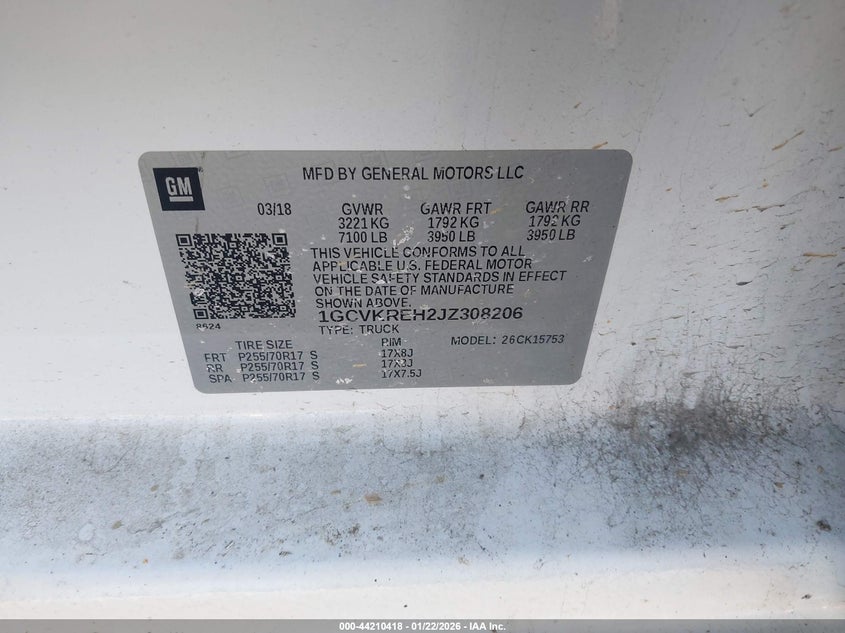 GM
MFD BY GENERAL MOTORS LLC
03/18 GVWR GAWR FRT GAWR RR
3221 KG 1792 KG 1792 KG
7100 LB 3950 LB 3950 LB
THIS VEHICLE CONFORMS TO ALL
APPLICABLE U.S. FEDERAL MOTOR
VEHICLE SAFETY STANDARDS IN EFFECT
ON THE DATE OF MANUFACTURE
SHOWN ABOVE.
8624
1GCVKREH2JZ308206
TYPE: TRUCK
TIRE SIZE RIM MODEL: 26CK15753
FRT P255/70R17 S 17X8J
RR P255/70R17 S 17X8J
SPA P255/70R17 S 17X7.5J
000-44210418 - 01/22/2026 - IAA Inc.